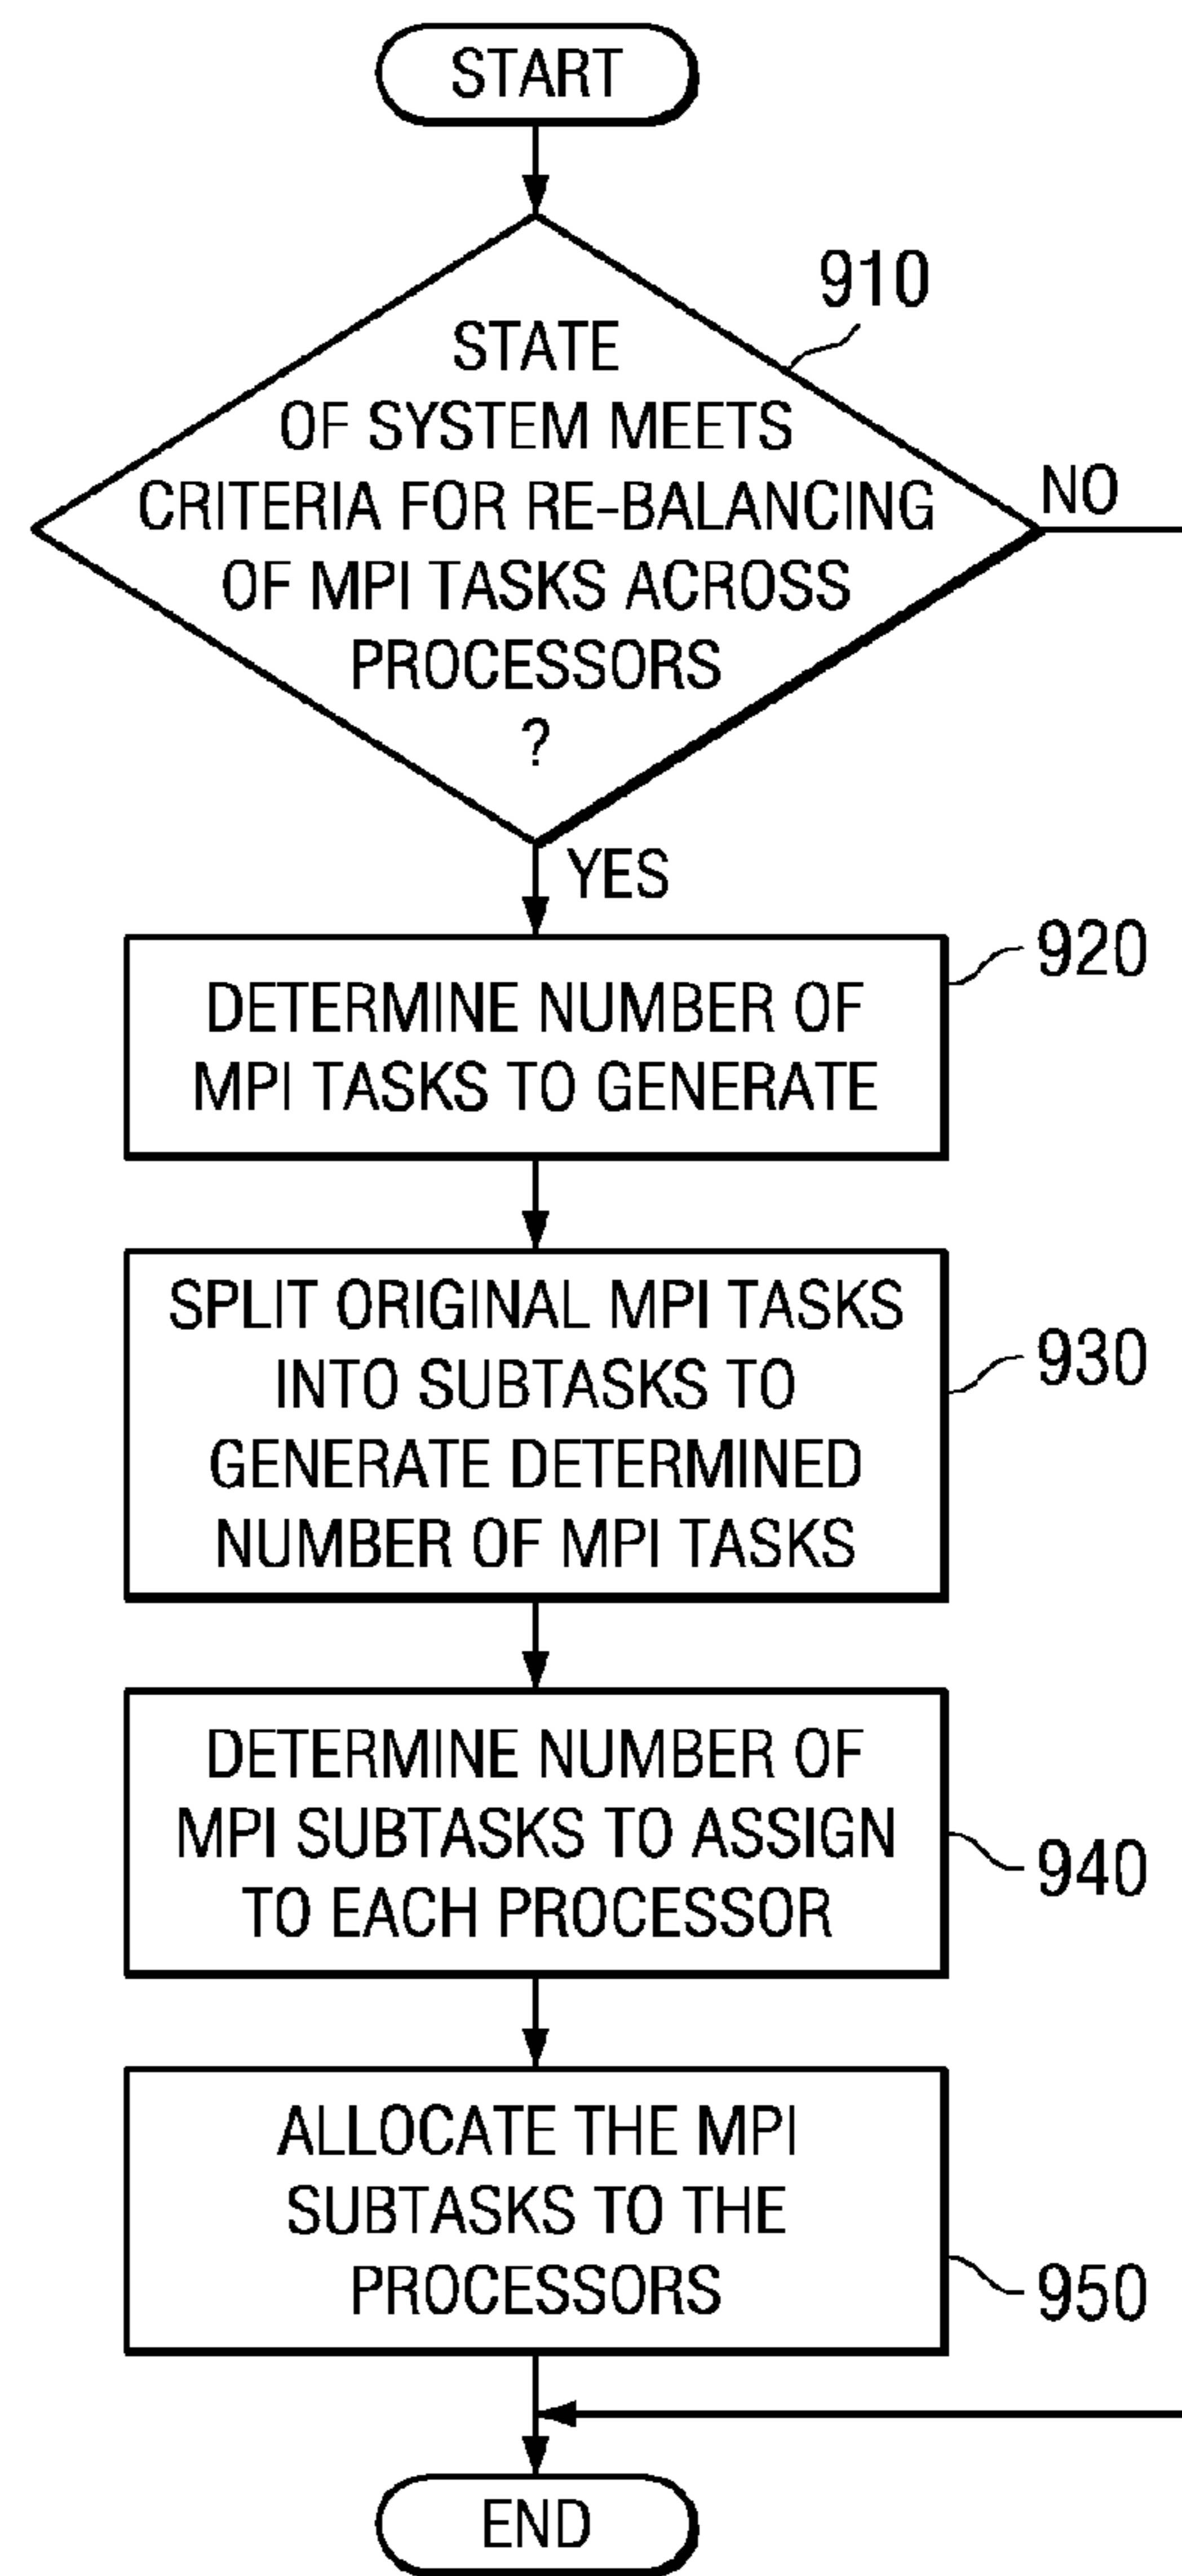 START
910
STATE
OF SYSTEM MEETS
CRITERIA FOR RE-BALANCING
OF MPI TASKS ACROSS
PROCESSORS
?
NO
YES
920
DETERMINE NUMBER OF
MPI TASKS TO GENERATE
SPLIT ORIGINAL MPI TASKS
INTO SUBTASKS TO
GENERATE DETERMINED
NUMBER OF MPI TASKS
930
DETERMINE NUMBER OF
MPI SUBTASKS TO ASSIGN
TO EACH PROCESSOR
940
ALLOCATE THE MPI
SUBTASKS TO THE
PROCESSORS
950
END